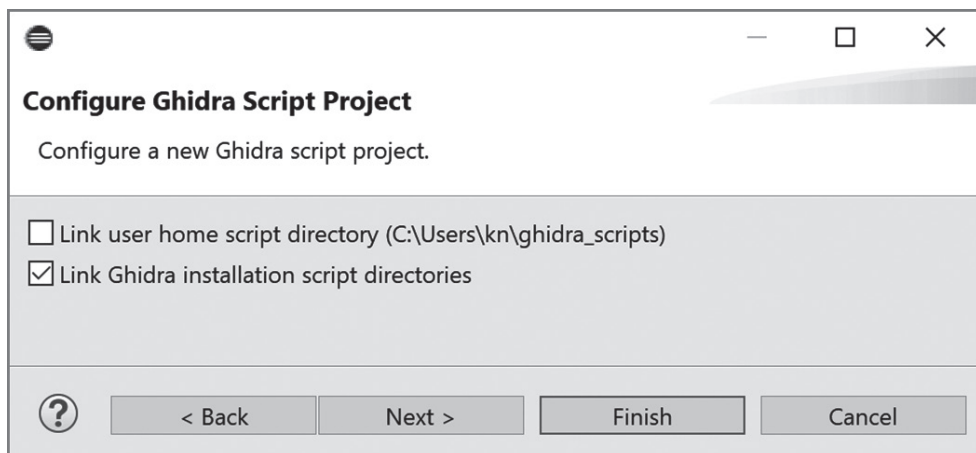 Configure Ghidra Script Project
Configure a new Ghidra script project.
Link user home script directory (C:\Users\kn\ghidra_scripts)
Link Ghidra installation script directories
?
< Back
Next >
Finish
Cancel